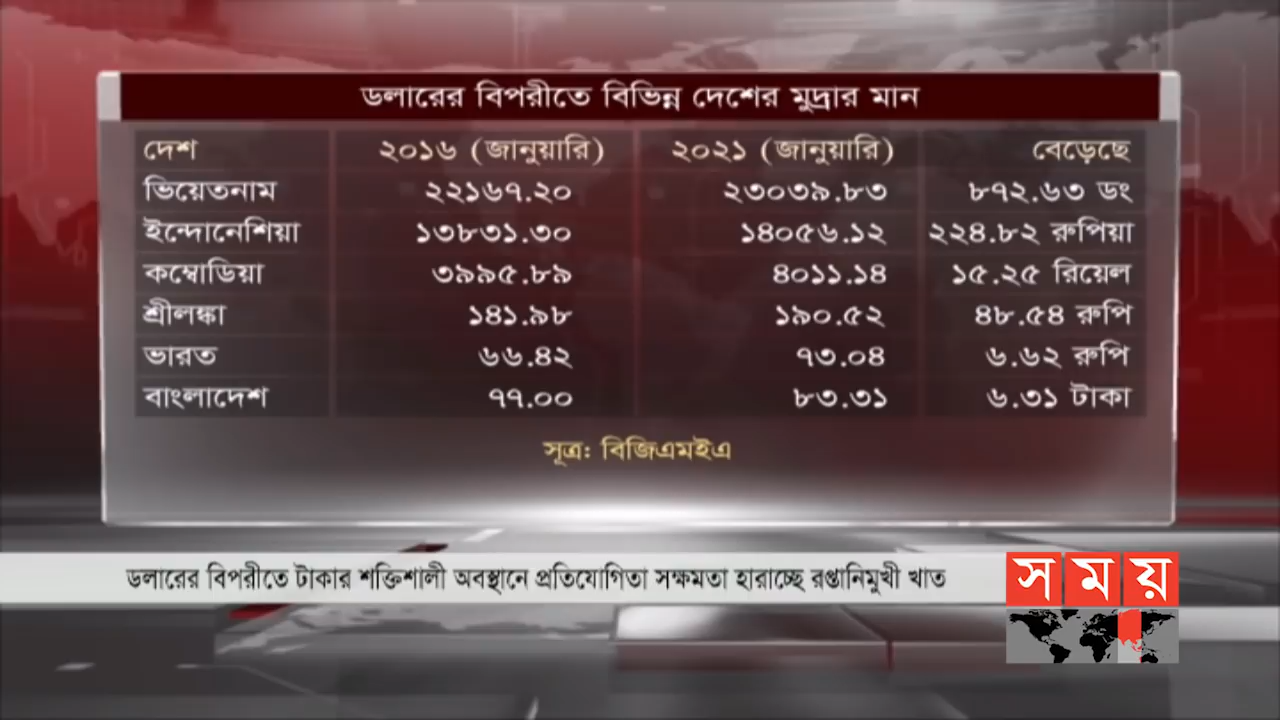 ডলারের বিপরীতে বিভিন্ন দেশের মুদ্রার মান
দেশ ২০১৬ (জানুয়ারি) ২০২১ (জানুয়ারি) বেড়েছে
ভিয়েতনাম ২২১৬৭.২০ ২৩০৩৯.৮৩ ৮৭২.৬৩ ডং
ইন্দোনেশিয়া ১৩৮৩১.৩০ ১৪০৫৬.১২ ২২৪.৮২ রুপিয়া
কম্বোডিয়া ৩৯৯৫.৮৯ ৪০১১.১৪ ১৫.২৫ রিয়েল
শ্রীলঙ্কা ১৪১.৯৮ ১৯০.৫২ ৪৮.৫৪ রুপি
ভারত ৬৬.৪২ ৭৩.০৪ ৬.৬২ রুপি
বাংলাদেশ ৭৭.০০ ৮৩.৩১ ৬.৩১ টাকা
সূত্র: বিজিএমইএ
ডলারের বিপরীতে টাকার শক্তিশালী অবস্থানে প্রতিযোগিতা সক্ষমতা হারাচ্ছে রপ্তানিমুখী খাত
সময়